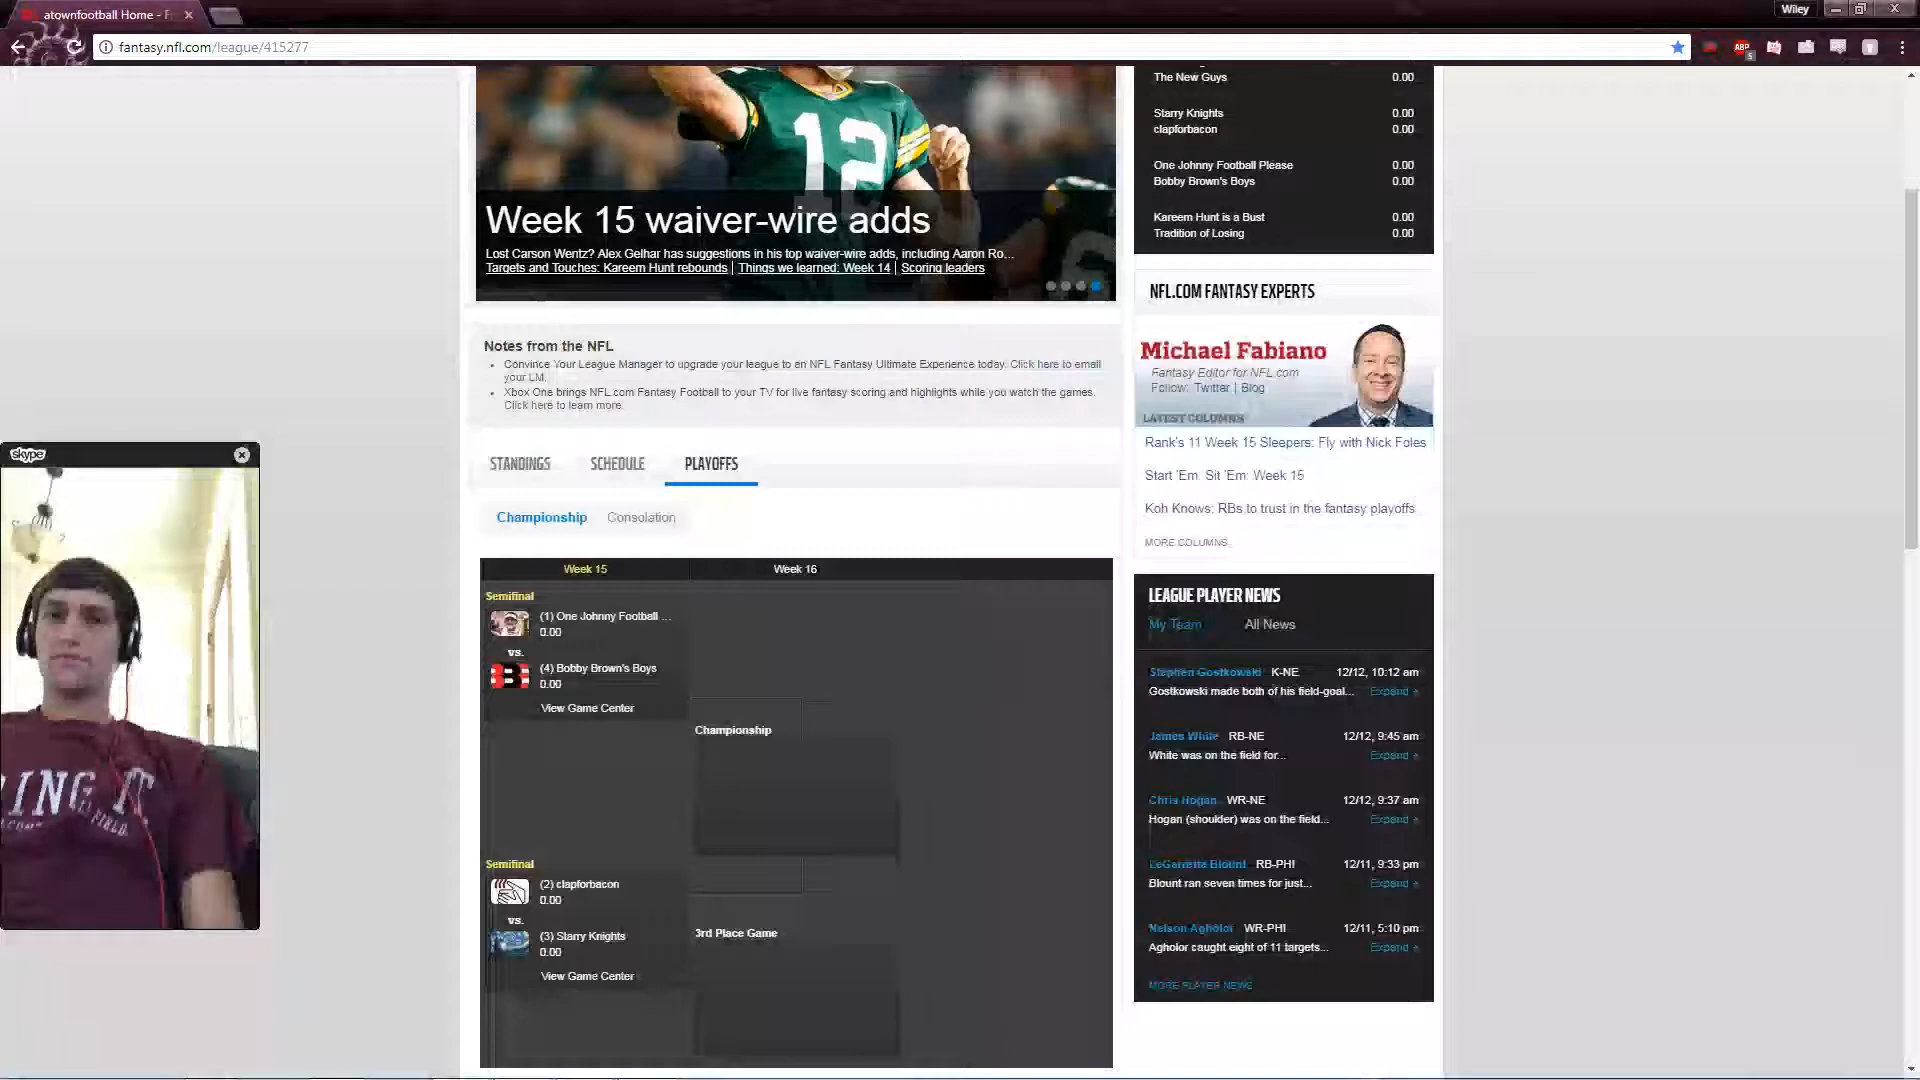 atownfootball Home - F
Wiley
fantasy.nfl.com/league/415277
ABP
5
12
Week 15 waiver-wire adds
Lost Carson Wentz? Alex Gelhar has suggestions in his top waiver-wire adds, including Aaron Ro...
Targets and Touches: Kareem Hunt rebounds | Things we learned: Week 14 | Scoring leaders
The New Guys 0.00
Starry Knights 0.00
clapforbacon 0.00
One Johnny Football Please 0.00
Bobby Brown's Boys 0.00
Kareem Hunt is a Bust 0.00
Tradition of Losing 0.00
NFL.COM FANTASY EXPERTS
Michael Fabiano
Fantasy Editor for NFL.com
Follow: Twitter | Blog
LATEST COLUMNS
Rank's 11 Week 15 Sleepers: Fly with Nick Foles
Start 'Em, Sit 'Em: Week 15
Koh Knows: RBs to trust in the fantasy playoffs
MORE COLUMNS
Notes from the NFL
Convince Your League Manager to upgrade your league to an NFL Fantasy Ultimate Experience today. Click here to email
your LM.
Xbox One brings NFL.com Fantasy Football to your TV for live fantasy scoring and highlights while you watch the games.
Click here to learn more.
STANDINGS SCHEDULE PLAYOFFS
Championship Consolation
Week 15 Week 16
Semifinal
(1) One Johnny Football ...
0.00
vs.
(4) Bobby Brown's Boys
0.00
View Game Center
Championship
Semifinal
(2) clapforbacon
0.00
vs.
(3) Starry Knights
0.00
View Game Center
3rd Place Game
LEAGUE PLAYER NEWS
My Team All News
Stephen Gostkowski K-NE 12/12, 10:12 am
Gostkowski made both of his field-goal... Expand +
James White RB-NE 12/12, 9:45 am
White was on the field for... Expand +
Chris Hogan WR-NE 12/12, 9:37 am
Hogan (shoulder) was on the field... Expand +
LeGarrette Blount RB-PHI 12/11, 9:33 pm
Blount ran seven times for just... Expand +
Nelson Agholor WR-PHI 12/11, 5:10 pm
Agholor caught eight of 11 targets... Expand +
MORE PLAYER NEWS
skype
RING IT
FIELD